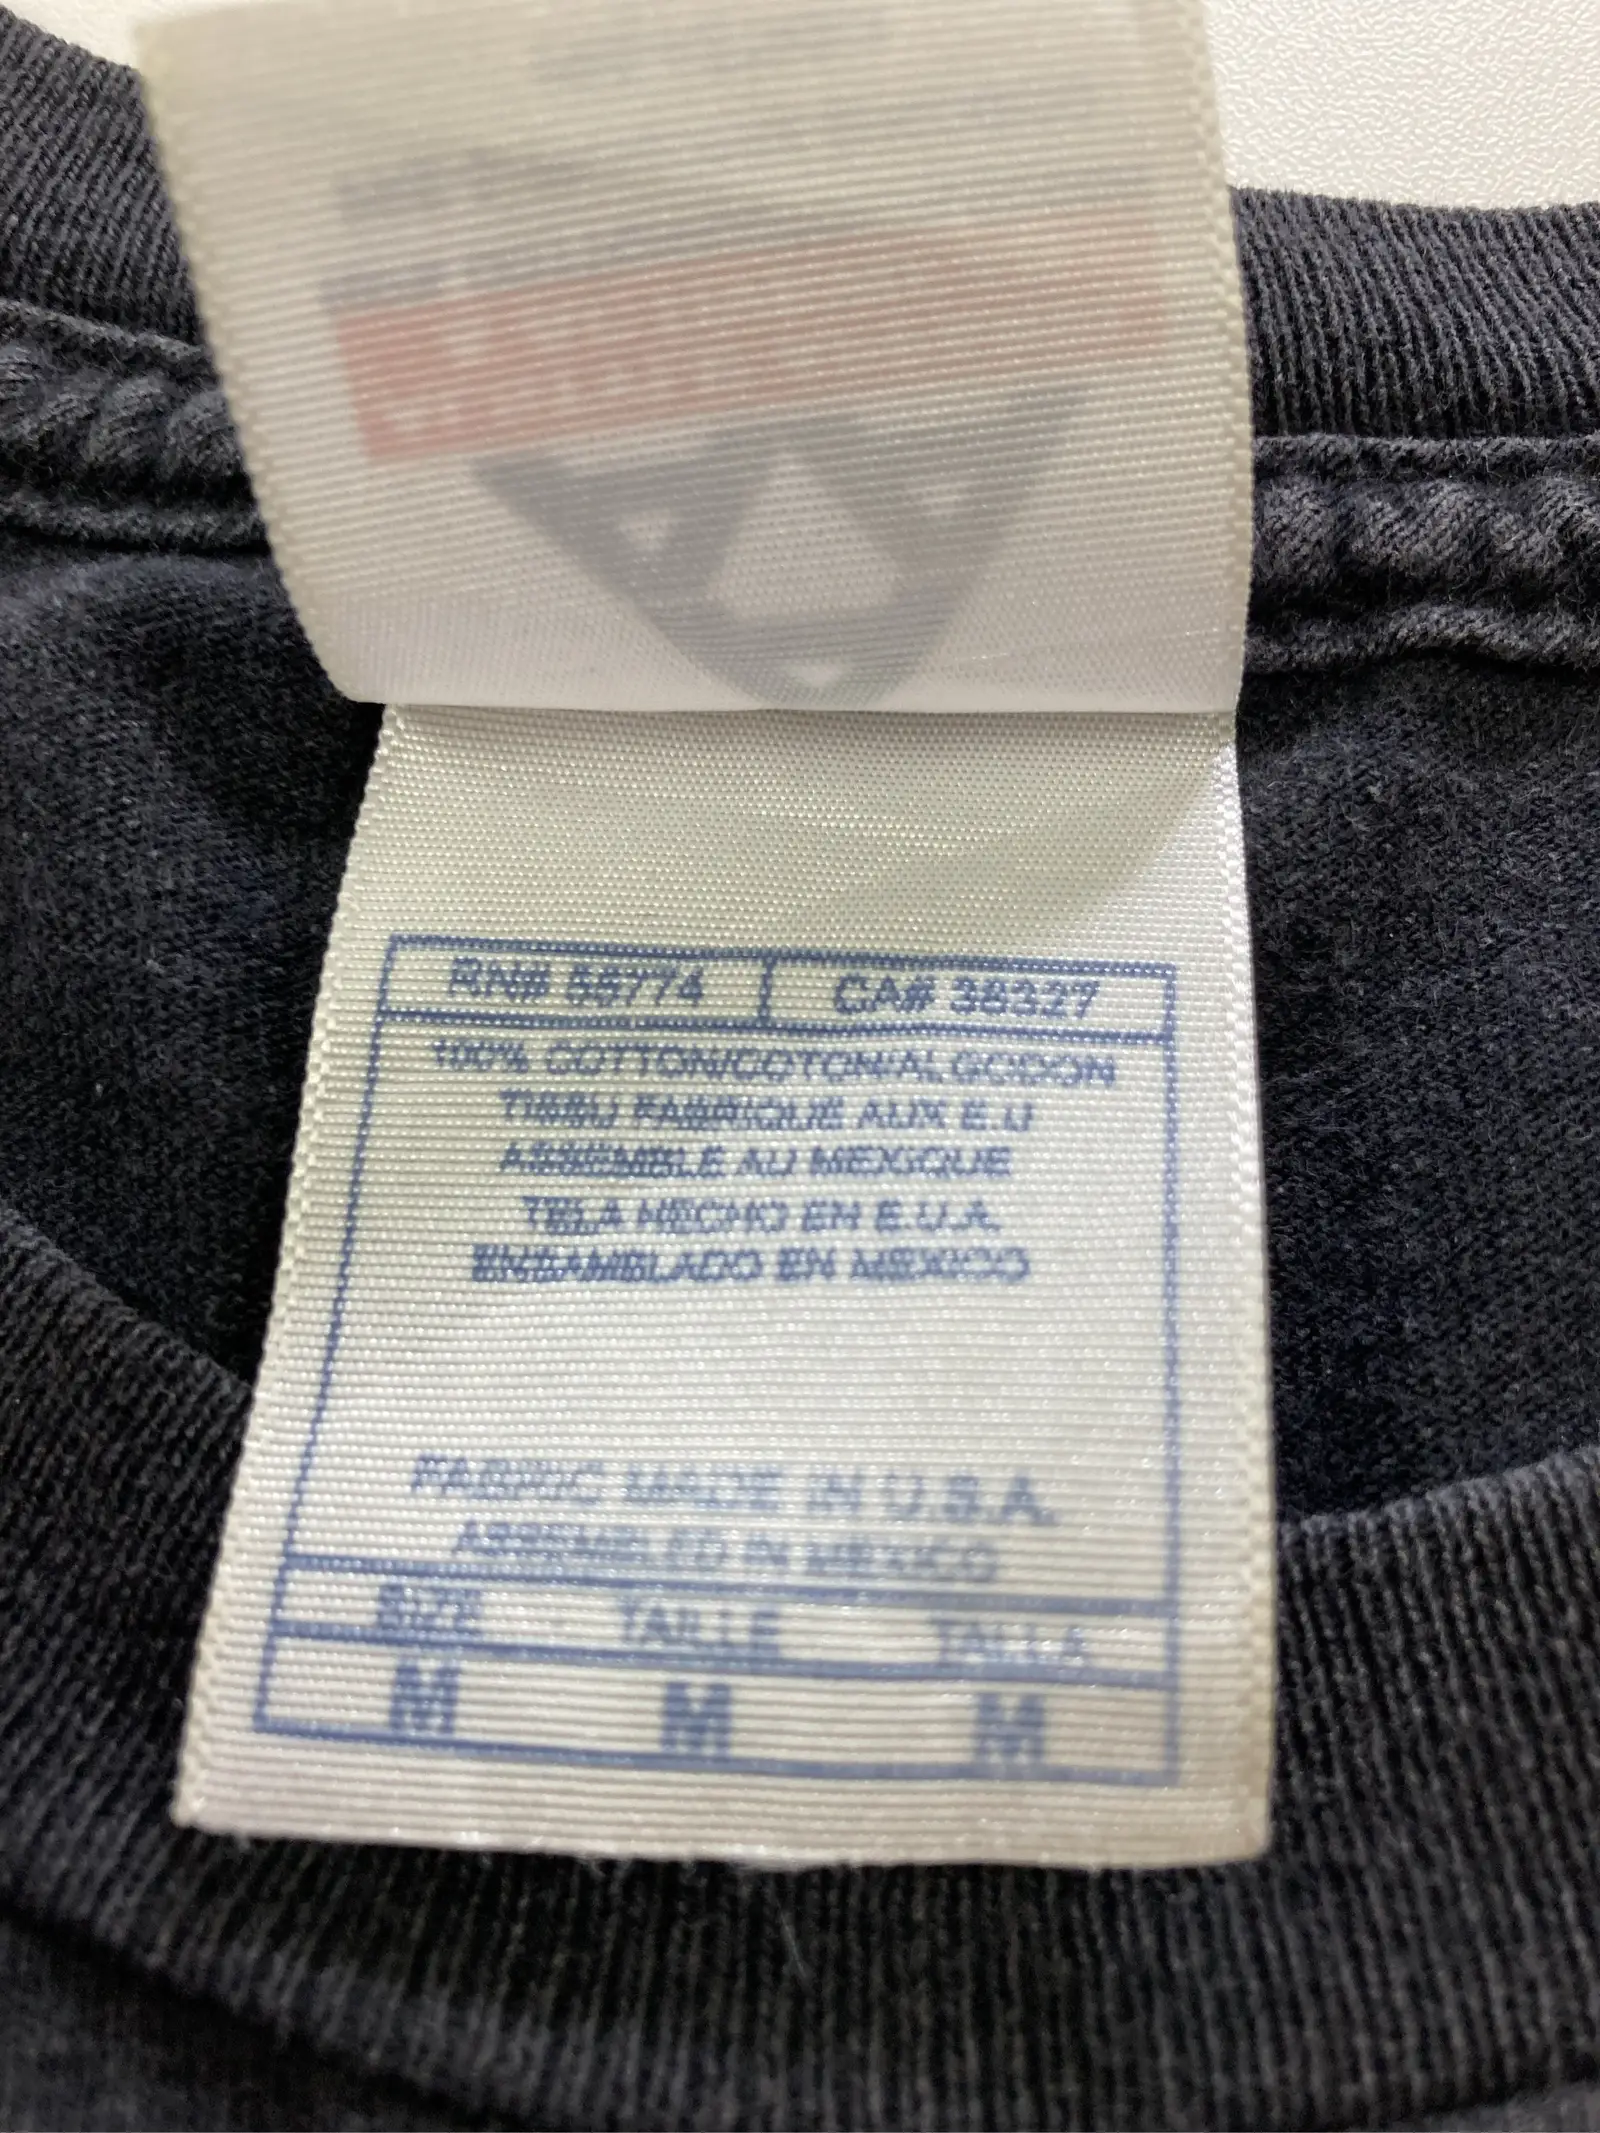 RN# 55774 CA# 38327
100% COTTON/COTON/ALGODON
TISSU FABRIQUE AUX E.U
ASSEMBLE AU MEXIQUE
TELA HECHO EN E.U.A.
ENSAMBLADO EN MEXICO
FABRIC MADE IN U.S.A.
ASSEMBLED IN MEXICO
SIZE TAILLE TALLA
M M M